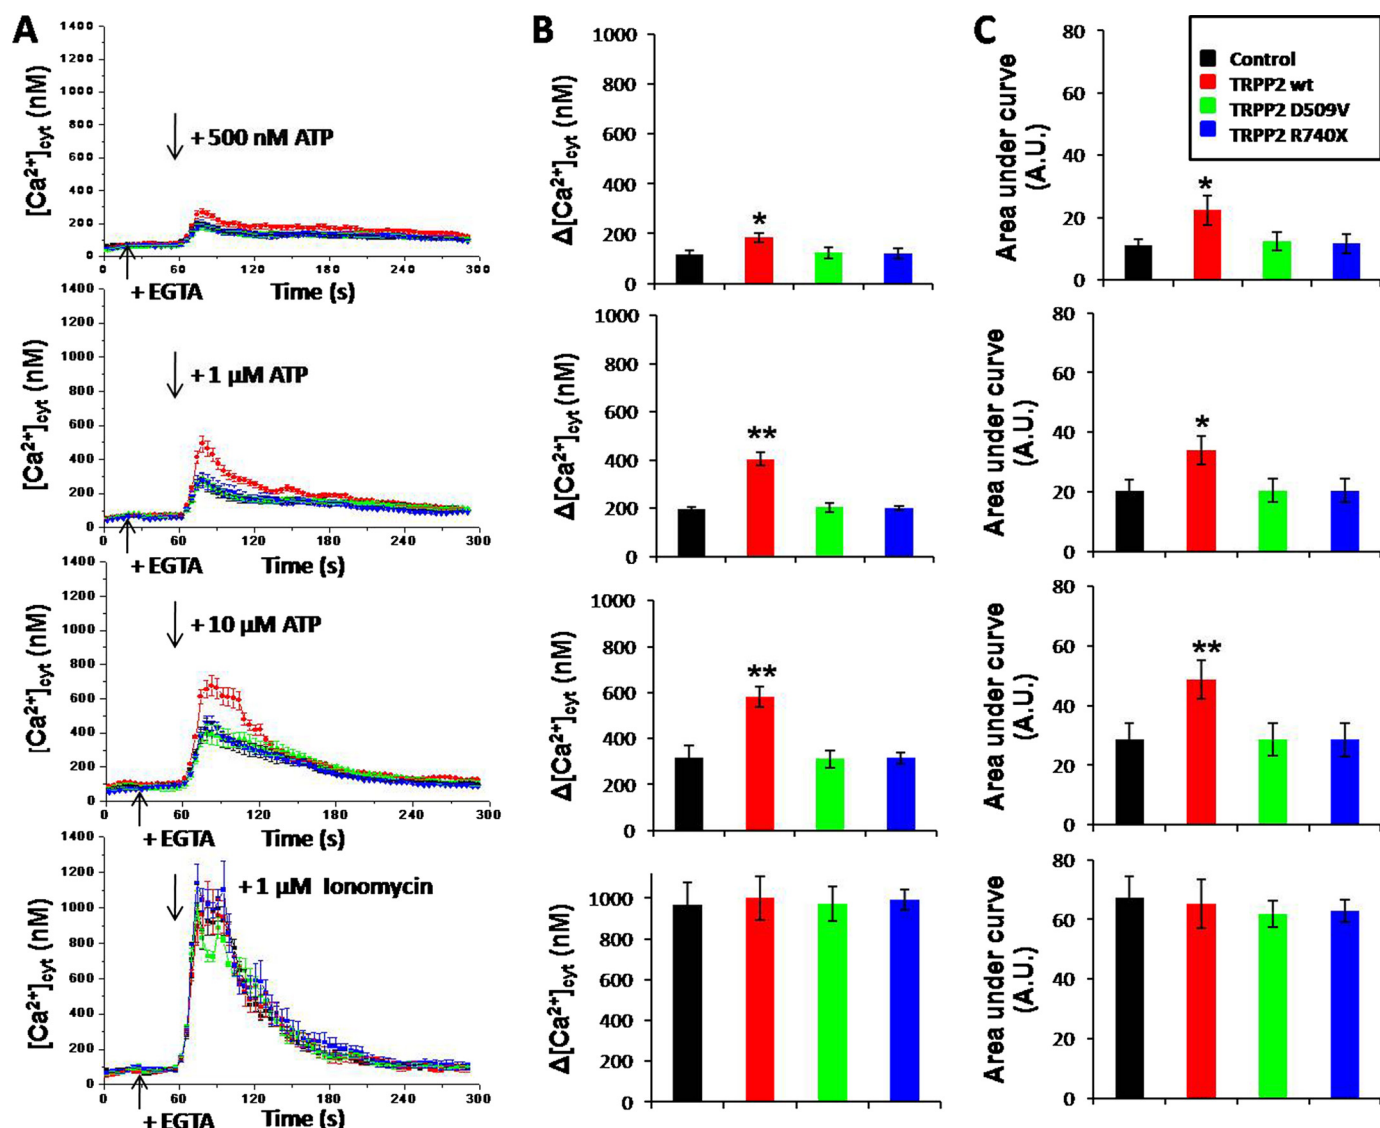 A
B
C
1400
1200
1000
800
600
400
200
0
[Ca²⁺]cyt (nM)
+ 500 nM ATP
0 60 120 180 240 300
+ EGTA
Time (s)
1000
800
600
400
200
0
Δ[Ca²⁺]cyt (nM)
*
80
60
40
20
0
Area under curve
(A.U.)
*
Control
TRPP2 wt
TRPP2 D509V
TRPP2 R740X
1400
1200
1000
800
600
400
200
0
[Ca²⁺]cyt (nM)
+ 1 µM ATP
0 60 120 180 240 300
+ EGTA
Time (s)
1000
800
600
400
200
0
Δ[Ca²⁺]cyt (nM)
**
80
60
40
20
0
Area under curve
(A.U.)
*
1400
1200
1000
800
600
400
200
0
[Ca²⁺]cyt (nM)
+ 10 µM ATP
0 60 120 180 240 300
+ EGTA
Time (s)
1000
800
600
400
200
0
Δ[Ca²⁺]cyt (nM)
**
80
60
40
20
0
Area under curve
(A.U.)
**
1400
1200
1000
800
600
400
200
0
[Ca²⁺]cyt (nM)
+ 1 µM Ionomycin
0 60 120 180 240 300
+ EGTA
Time (s)
1000
800
600
400
200
0
Δ[Ca²⁺]cyt (nM)
80
60
40
20
0
Area under curve
(A.U.)